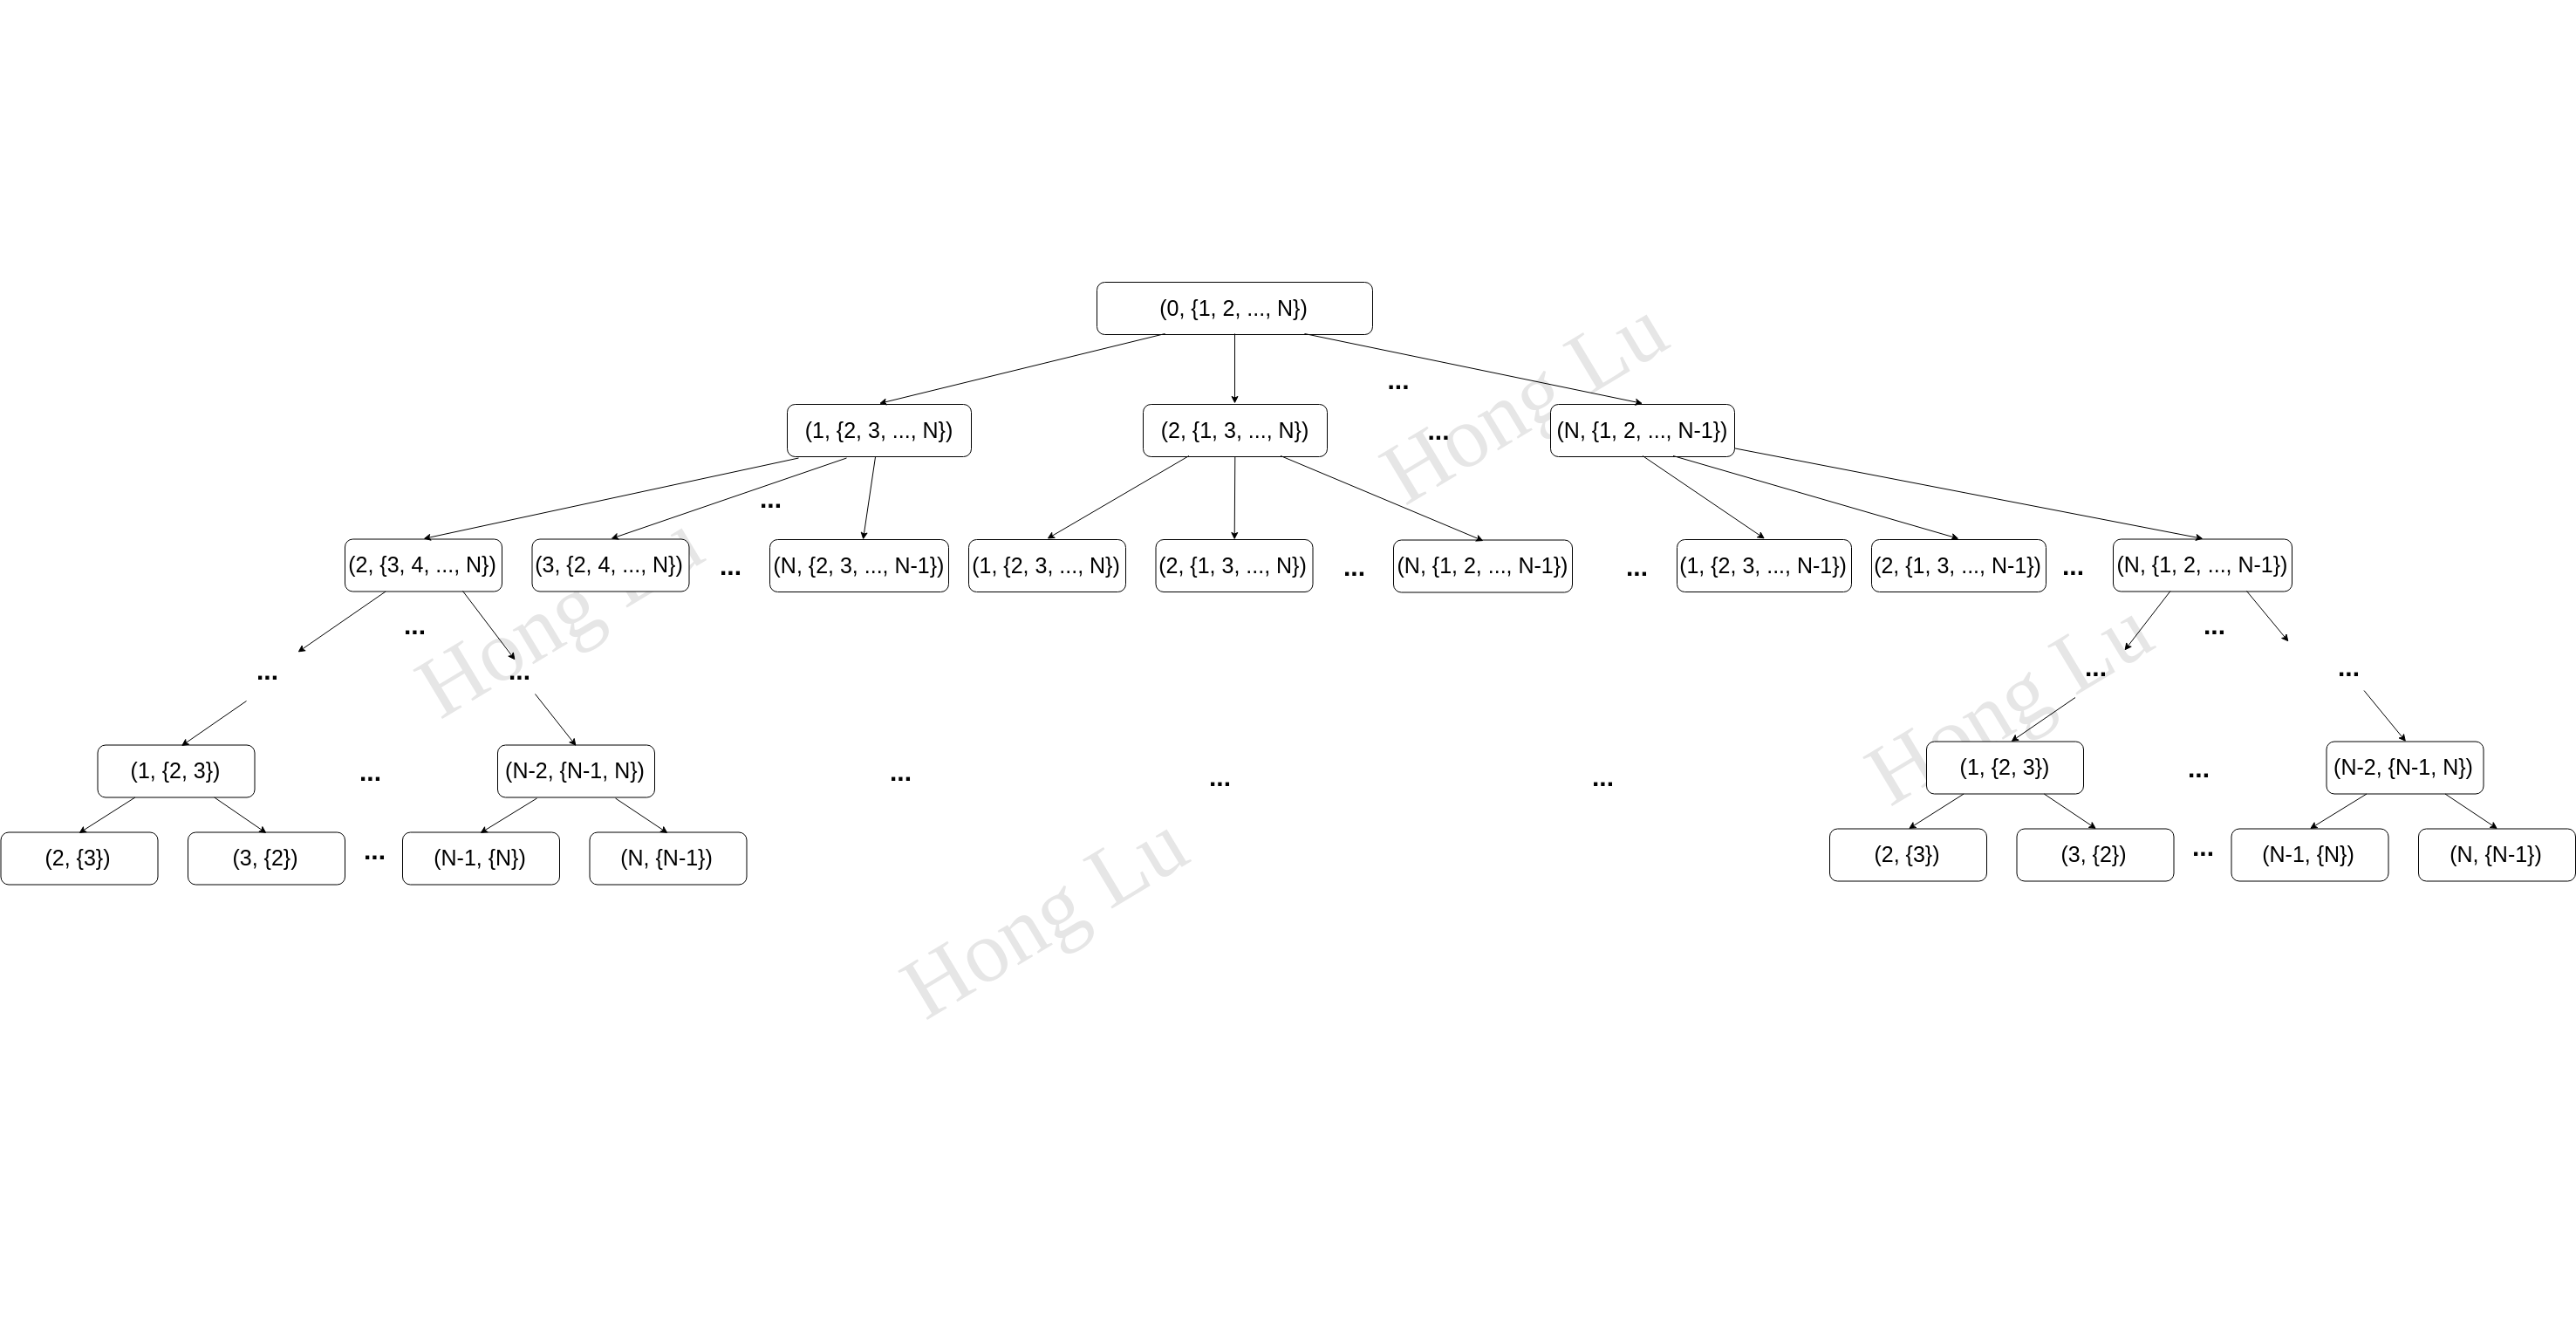 (0, {1, 2, ..., N})
...
(1, {2, 3, ..., N}) (2, {1, 3, ..., N}) ... (N, {1, 2, ..., N-1})
...
(2, {3, 4, ..., N}) (3, {2, 4, ..., N}) ... (N, {2, 3, ..., N-1}) (1, {2, 3, ..., N}) (2, {1, 3, ..., N}) ... (N, {1, 2, ..., N-1}) ... (1, {2, 3, ..., N-1}) (2, {1, 3, ..., N-1}) ... (N, {1, 2, ..., N-1})
... ...
... ... ... ...
(1, {2, 3}) ... (N-2, {N-1, N}) ... ... ... (1, {2, 3}) ... (N-2, {N-1, N})
(2, {3}) (3, {2}) ... (N-1, {N}) (N, {N-1}) (2, {3}) (3, {2}) ... (N-1, {N}) (N, {N-1})
Hong Lu
Hong Lu
Hong Lu
Hong Lu